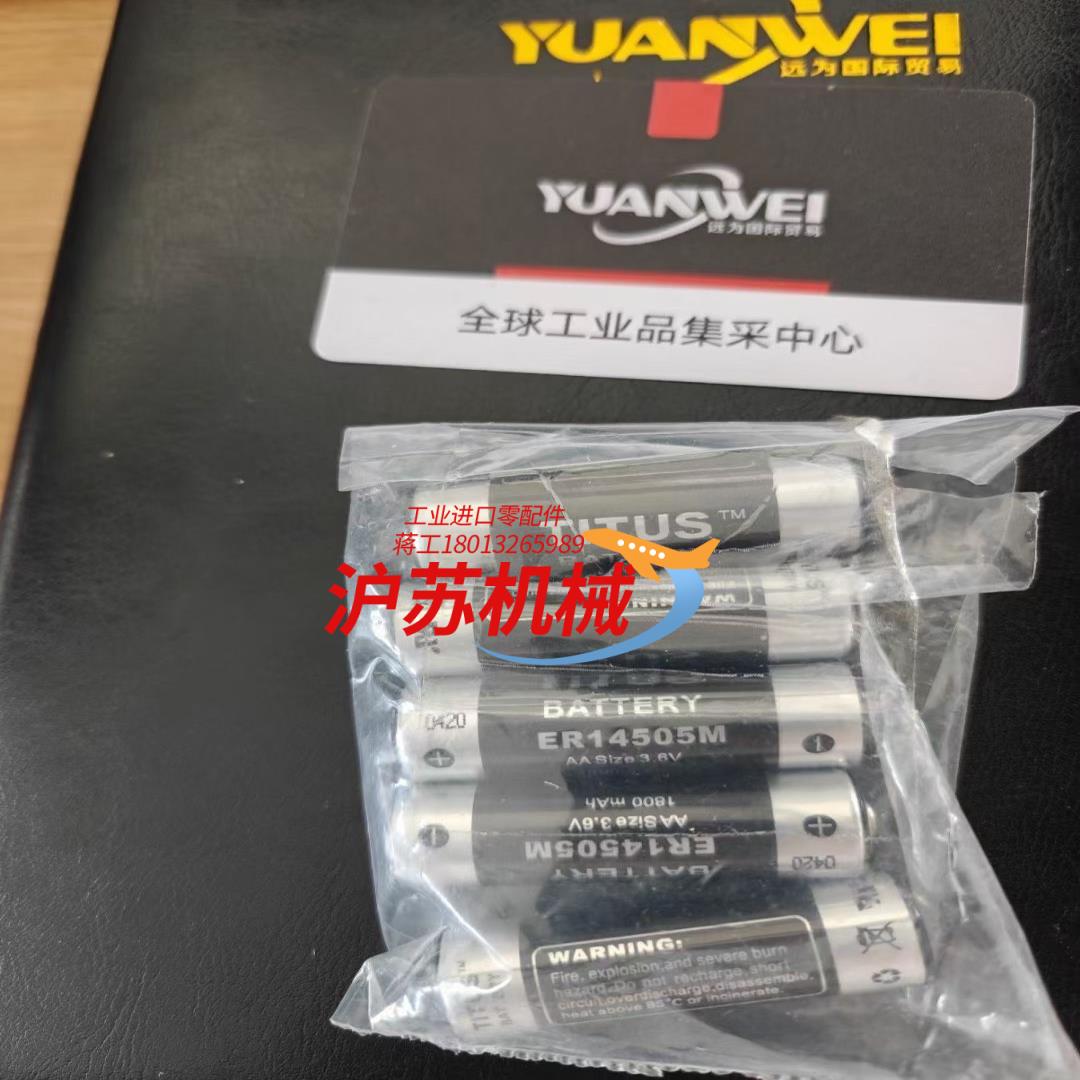 YUANWEI
远为国际贸易
YUANWEI
远为国际贸易
全球工业品集采中心
TITUS™
工业进口零配件
蒋工18013265989
沪苏机械
BATTERY
ER14505M
AA Size 3.6V
0420
+
-
1800 mAh
AA Size 3.6V
ER14505M
BATTERY
+
-
0420
WARNING:
Fire, explosion,and severe burn
hazard.Do not recharge,short
circuit,overdischarge,disassemble,
heat above 85°C or incinerate.